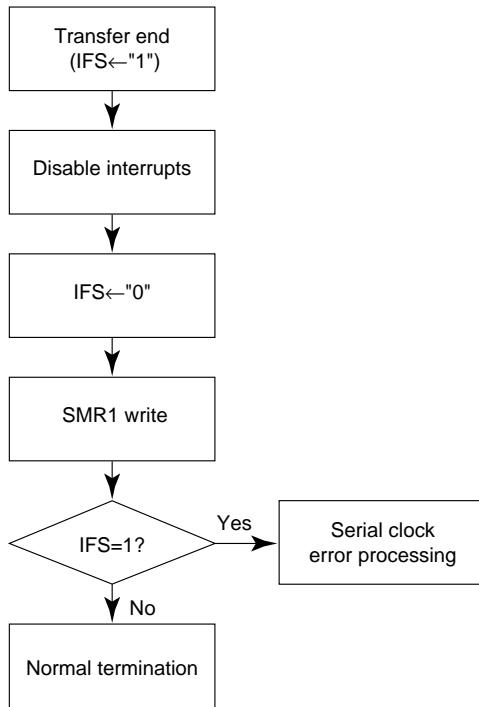 Transfer end
(IFS←"1")
Disable interrupts
IFS←"0"
SMR1 write
IFS=1?
Yes
Serial clock
error processing
No
Normal termination